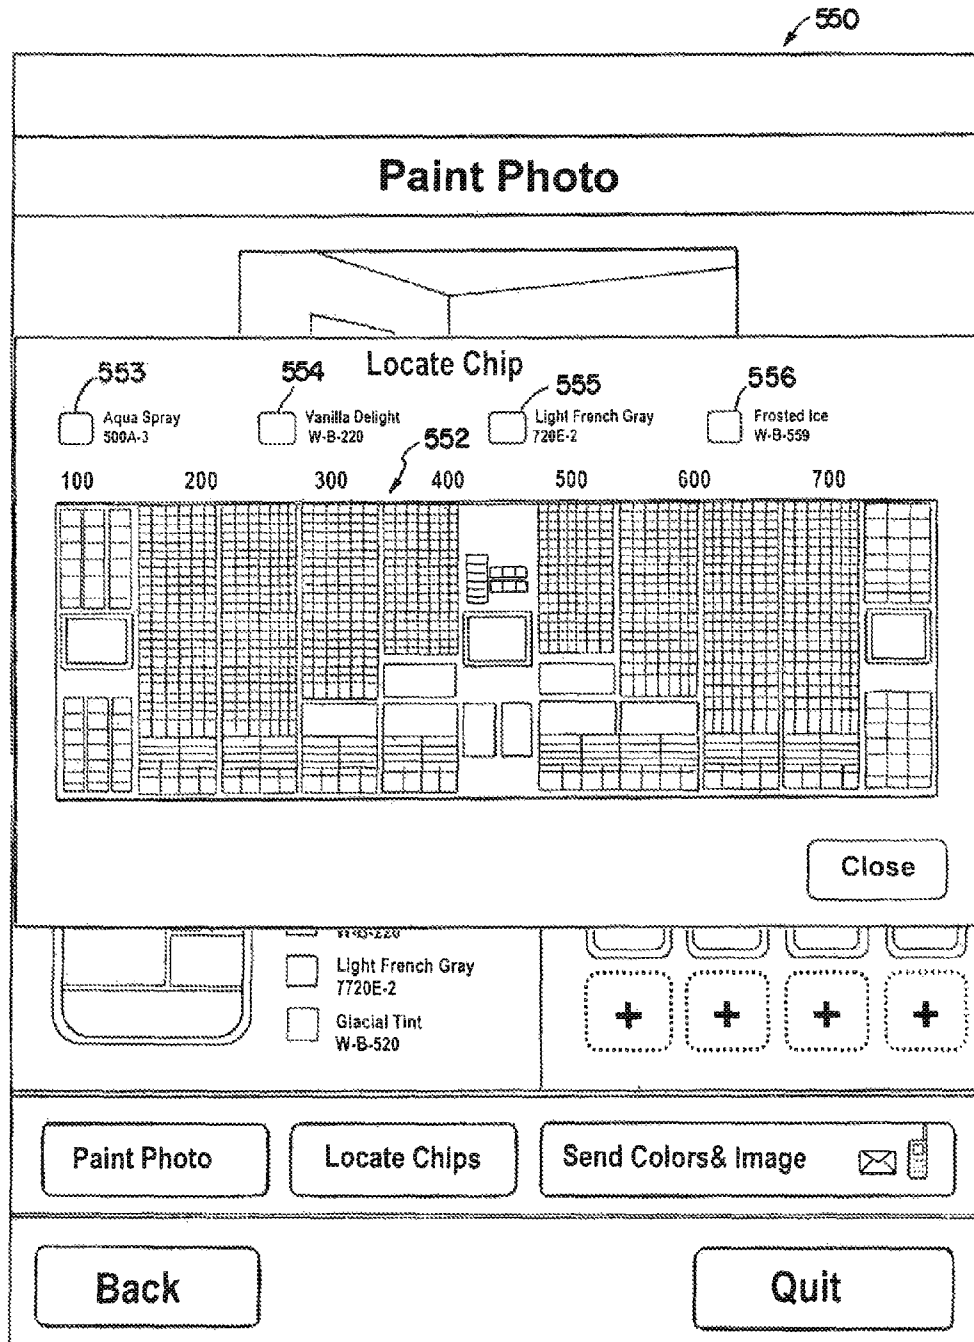 550
Paint Photo
Locate Chip
553 554 555 556
Aqua Spray
500A-3
Vanilla Delight
W-B-220
Light French Gray
720E-2
Frosted Ice
W-B-559
552
100 200 300 400 500 600 700
Close
W-B-220
Light French Gray
7720E-2
Glacial Tint
W-B-520
+ + + +
Paint Photo
Locate Chips
Send Colors& Image
Back
Quit